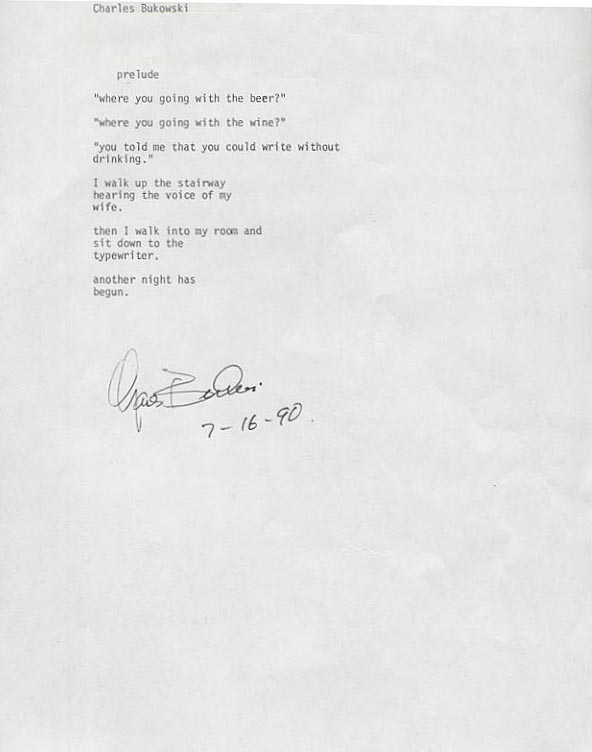 Charles Bukowski
prelude
"where you going with the beer?"
"where you going with the wine?"
"you told me that you could write without
drinking."
I walk up the stairway
hearing the voice of my
wife.
then I walk into my room and
sit down to the
typewriter.
another night has
begun.
Charles Bukowski
7-16-90.